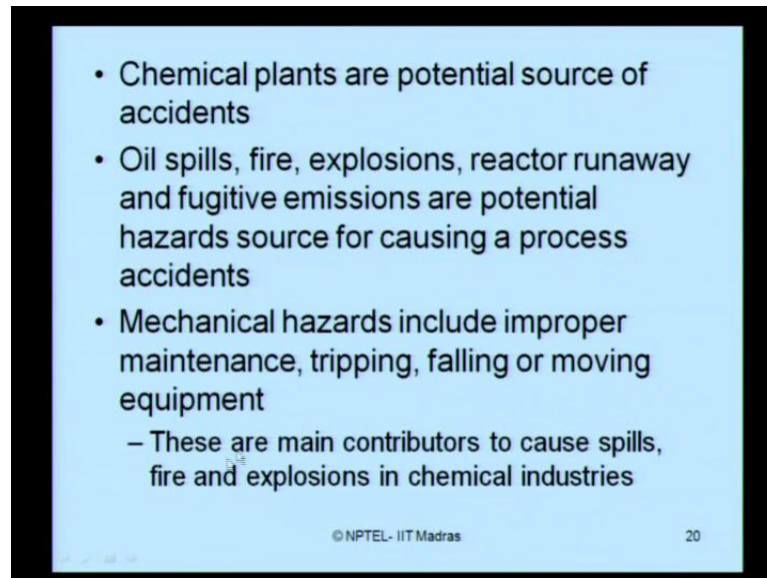 • Chemical plants are potential source of
accidents
• Oil spills, fire, explosions, reactor runaway
and fugitive emissions are potential
hazards source for causing a process
accidents
• Mechanical hazards include improper
maintenance, tripping, falling or moving
equipment
– These are main contributors to cause spills,
fire and explosions in chemical industries
© NPTEL- IIT Madras 20